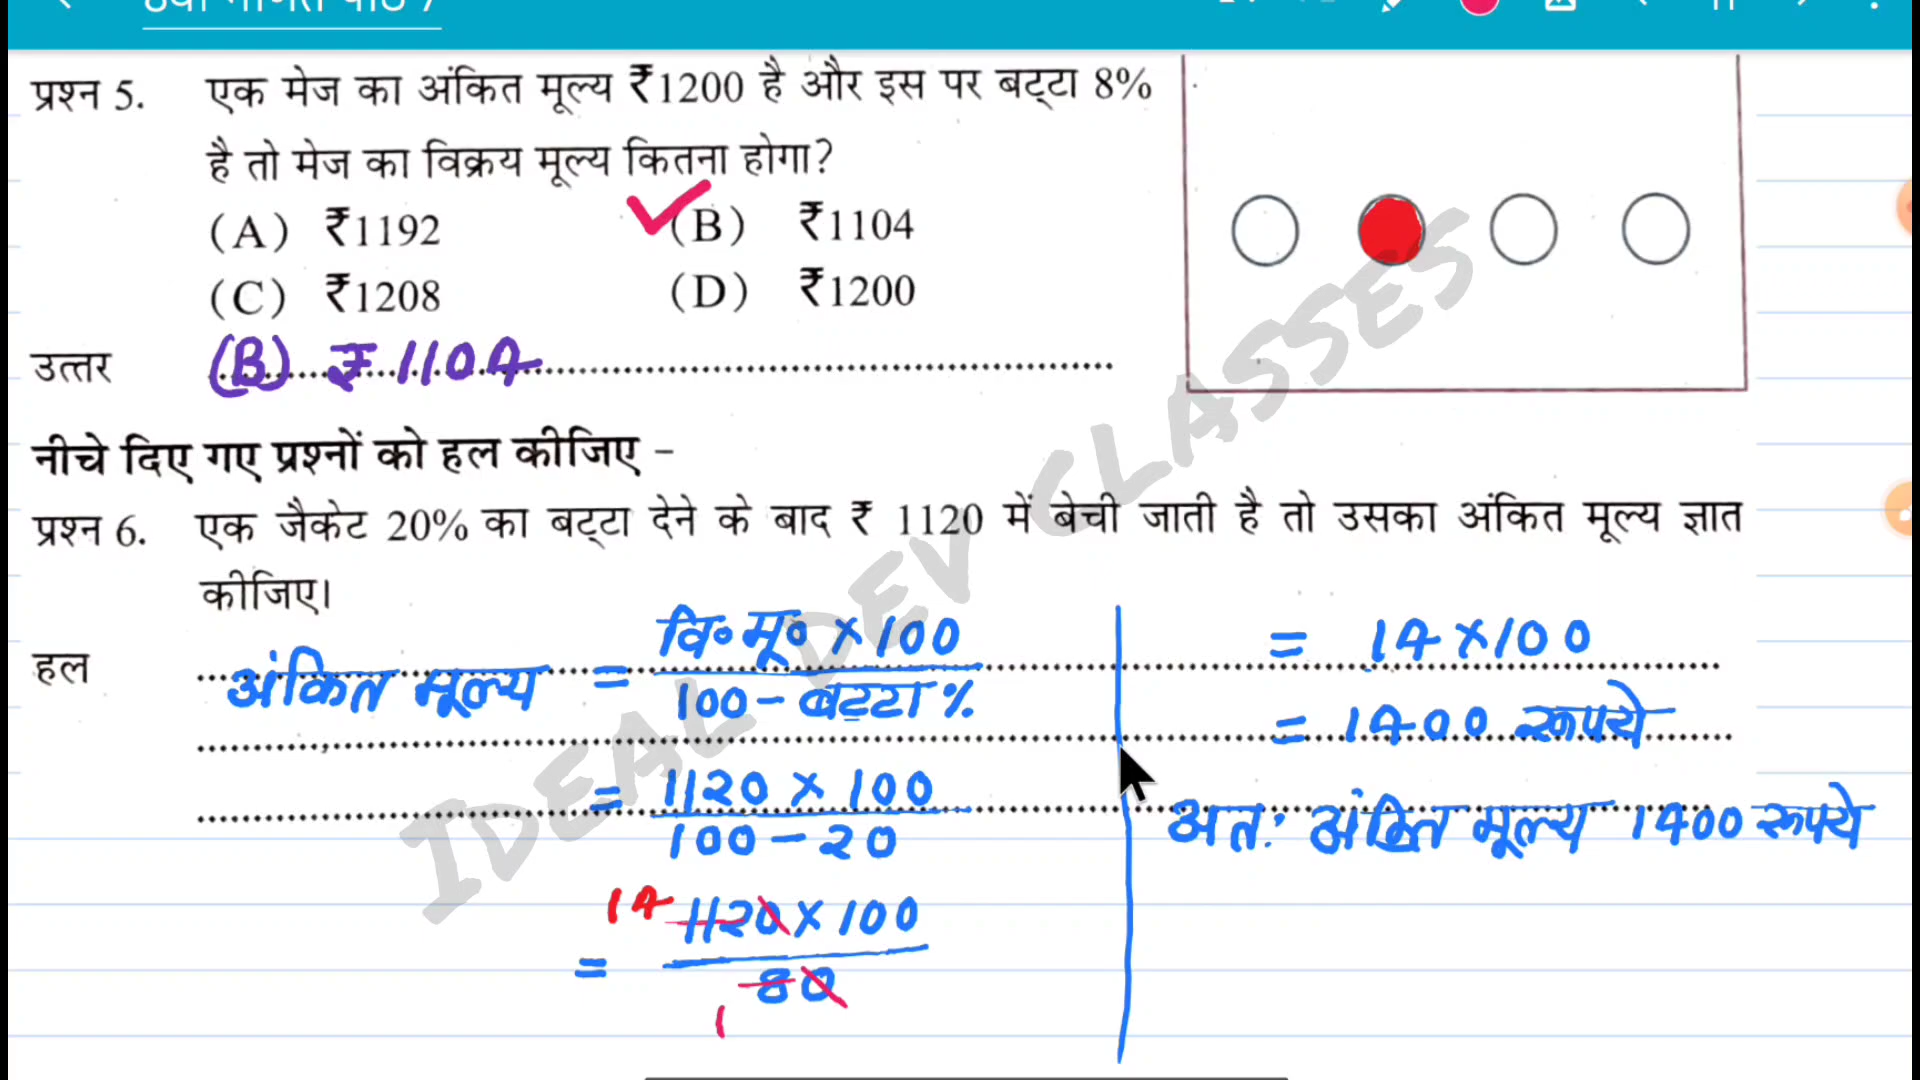 प्रश्न 5. एक मेज का अंकित मूल्य ₹1200 है और इस पर बट्टा 8%
है तो मेज का विक्रय मूल्य कितना होगा?
(A) ₹1192 (B) ₹1104
(C) ₹1208 (D) ₹1200
उत्तर (B) ₹ 1104
नीचे दिए गए प्रश्नों को हल कीजिए -
प्रश्न 6. एक जैकेट 20% का बट्टा देने के बाद ₹ 1120 में बेची जाती है तो उसका अंकित मूल्य ज्ञात
कीजिए।
हल अंकित मूल्य = वि॰ मू॰ × 100
100 - बट्टा %
= 1120 × 100
100 - 20
14 1120 × 100
= 80
1
= 14 × 100
= 1400 रूपये
अतः अंकित मूल्य 1400 रूपये
IDEAL DEV CLASSES